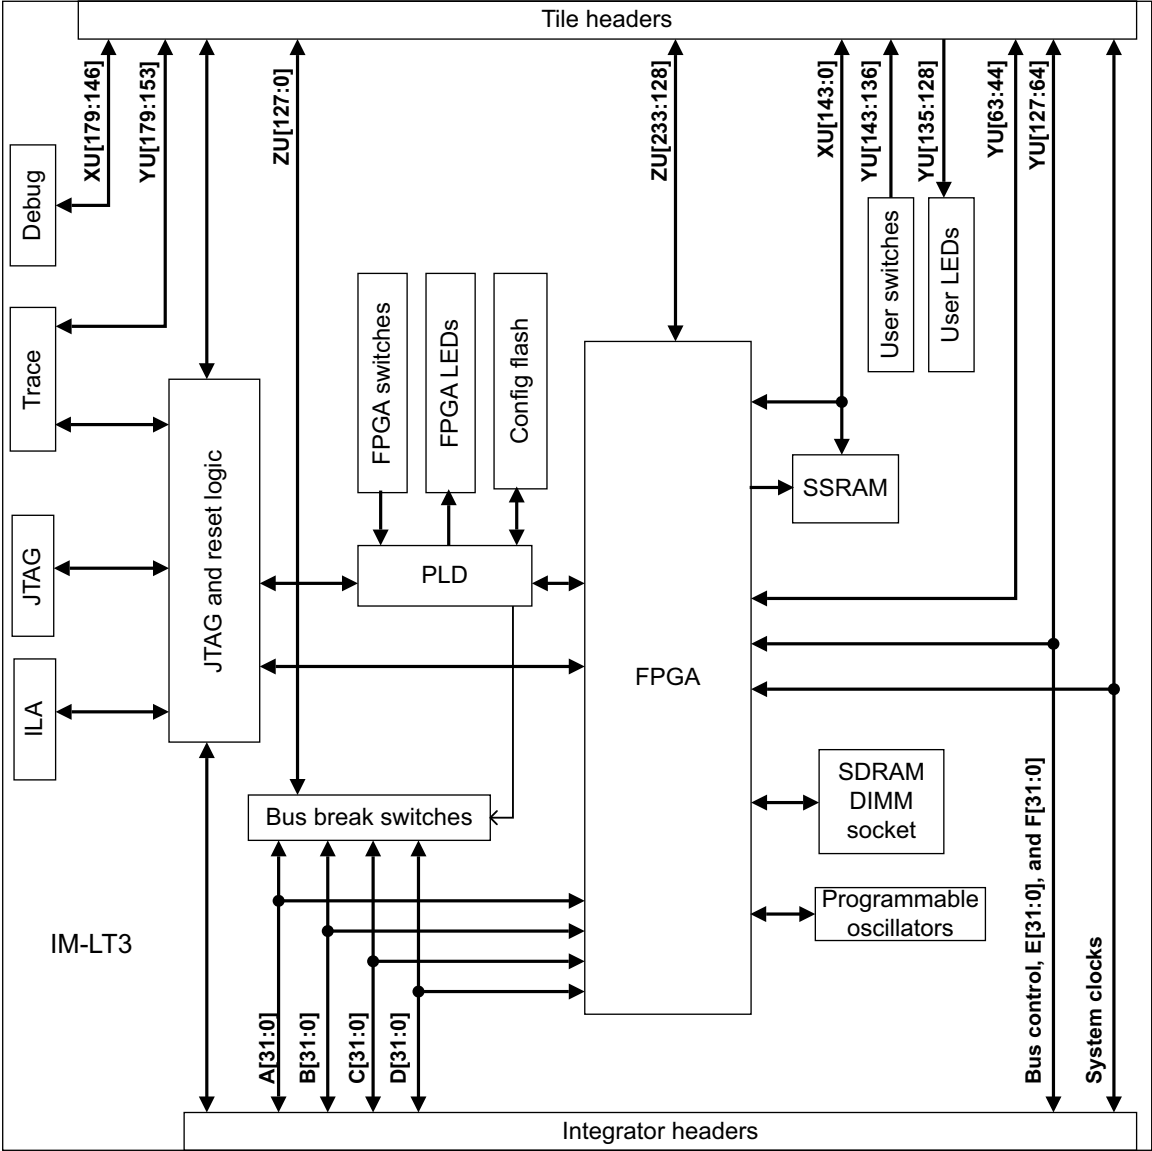 Tile headers
XU[179:146]
YU[179:153]
ZU[127:0]
ZU[233:128]
XU[143:0]
YU[143:136]
YU[135:128]
YU[63:44]
YU[127:64]
Debug
Trace
JTAG
ILA
JTAG and reset logic
FPGA switches
FPGA LEDs
Config flash
User switches
User LEDs
PLD
SSRAM
FPGA
Bus break switches
SDRAM
DIMM
socket
Programmable
oscillators
IM-LT3
A[31:0]
B[31:0]
C[31:0]
D[31:0]
Bus control, E[31:0], and F[31:0]
System clocks
Integrator headers